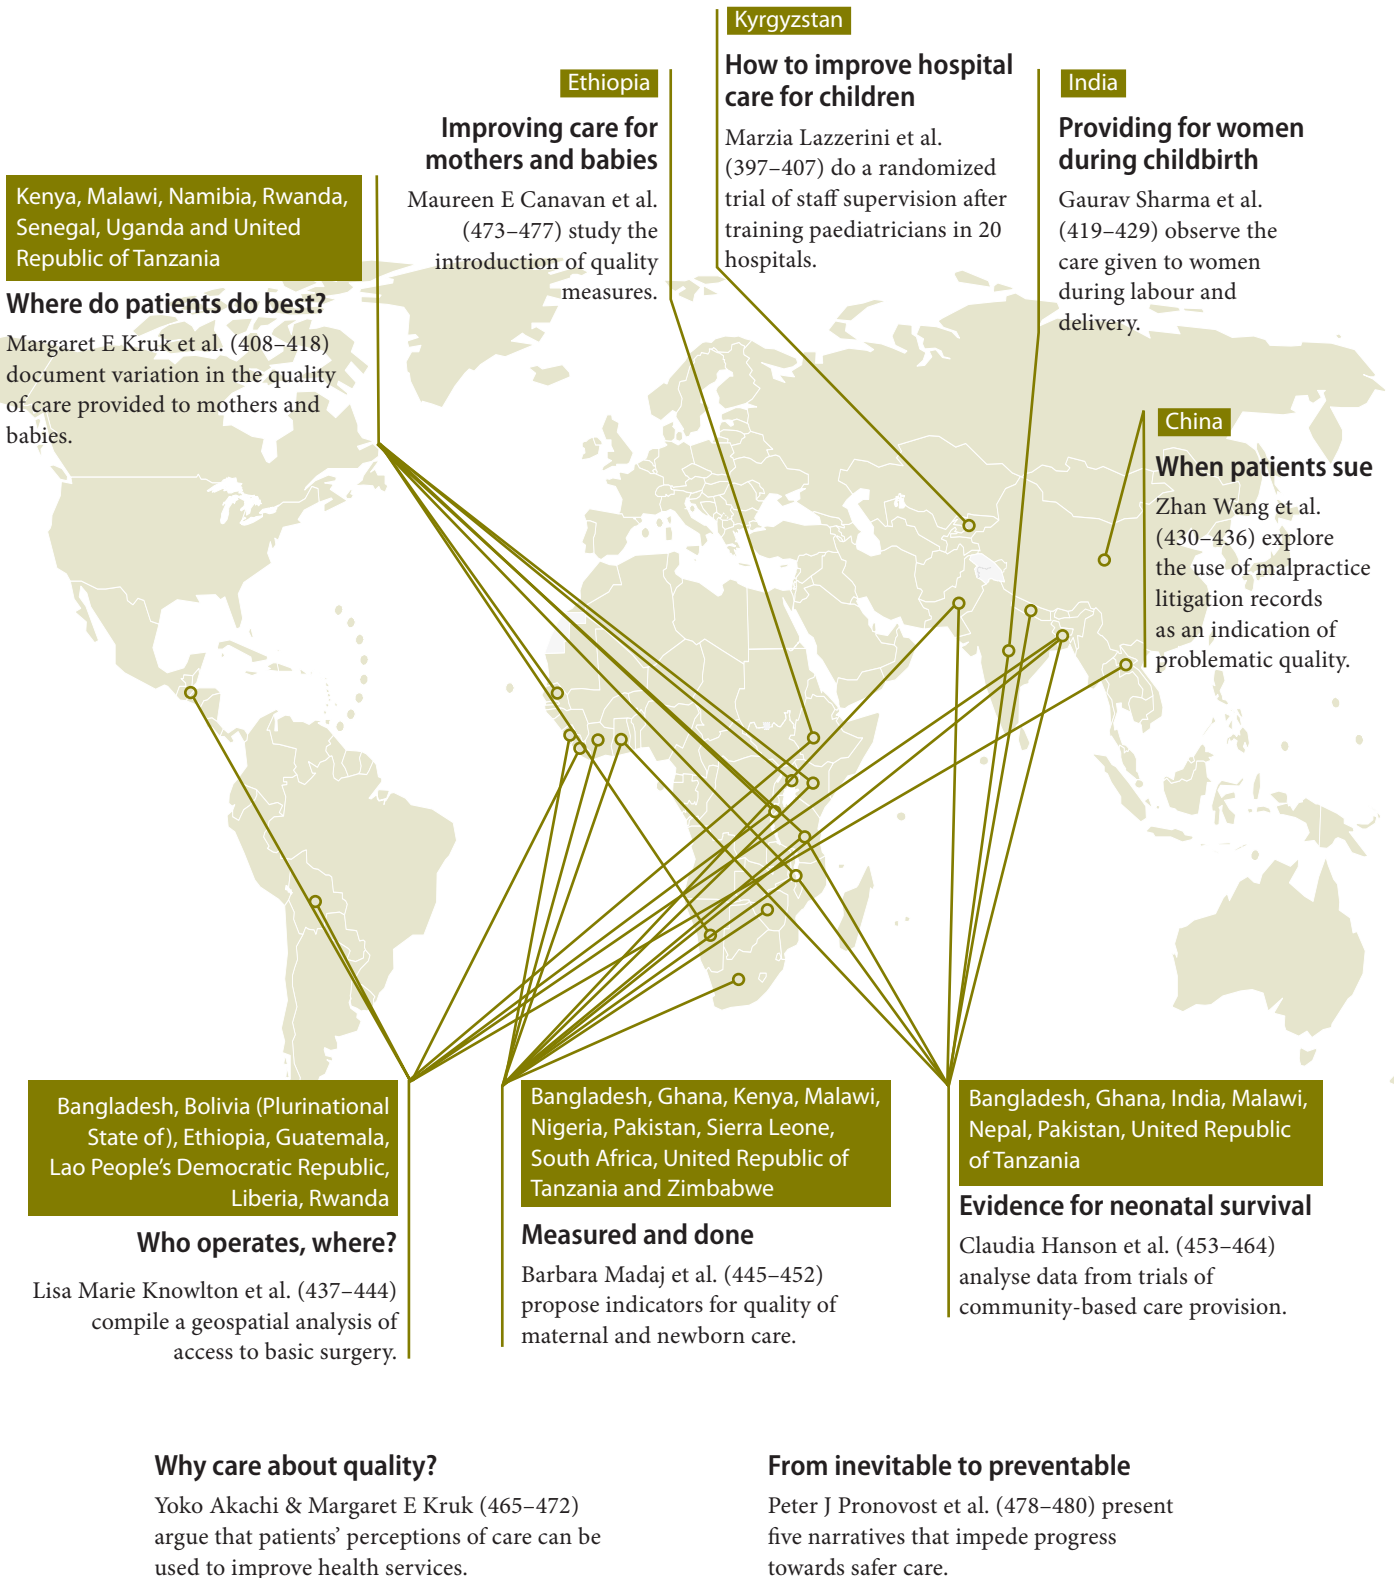 Kyrgyzstan
How to improve hospital
care for children
Marzia Lazzerini et al.
(397–407) do a randomized
trial of staff supervision after
training paediatricians in 20
hospitals.
Ethiopia
Improving care for
mothers and babies
Maureen E Canavan et al.
(473–477) study the
introduction of quality
measures.
India
Providing for women
during childbirth
Gaurav Sharma et al.
(419–429) observe the
care given to women
during labour and
delivery.
Kenya, Malawi, Namibia, Rwanda,
Senegal, Uganda and United
Republic of Tanzania
Where do patients do best?
Margaret E Kruk et al. (408–418)
document variation in the quality
of care provided to mothers and
babies.
China
When patients sue
Zhan Wang et al.
(430–436) explore
the use of malpractice
litigation records
as an indication of
problematic quality.
Bangladesh, Bolivia (Plurinational
State of), Ethiopia, Guatemala,
Lao People’s Democratic Republic,
Liberia, Rwanda
Who operates, where?
Lisa Marie Knowlton et al. (437–444)
compile a geospatial analysis of
access to basic surgery.
Bangladesh, Ghana, Kenya, Malawi,
Nigeria, Pakistan, Sierra Leone,
South Africa, United Republic of
Tanzania and Zimbabwe
Measured and done
Barbara Madaj et al. (445–452)
propose indicators for quality of
maternal and newborn care.
Bangladesh, Ghana, India, Malawi,
Nepal, Pakistan, United Republic
of Tanzania
Evidence for neonatal survival
Claudia Hanson et al. (453–464)
analyse data from trials of
community-based care provision.
Why care about quality?
Yoko Akachi & Margaret E Kruk (465–472)
argue that patients’ perceptions of care can be
used to improve health services.
From inevitable to preventable
Peter J Pronovost et al. (478–480) present
five narratives that impede progress
towards safer care.